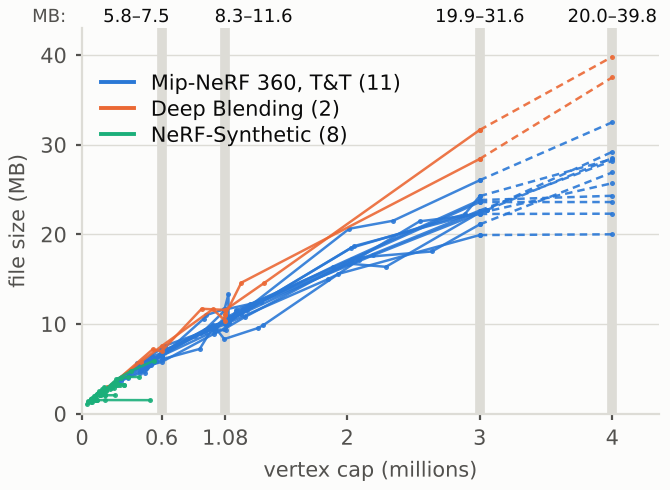 MB: 5.8–7.5 8.3–11.6 19.9–31.6 20.0–39.8
40
Mip-NeRF 360, T&T (11)
Deep Blending (2)
NeRF-Synthetic (8)
30
20
10
0
file size (MB)
0 0.6 1.08 2 3 4
vertex cap (millions)